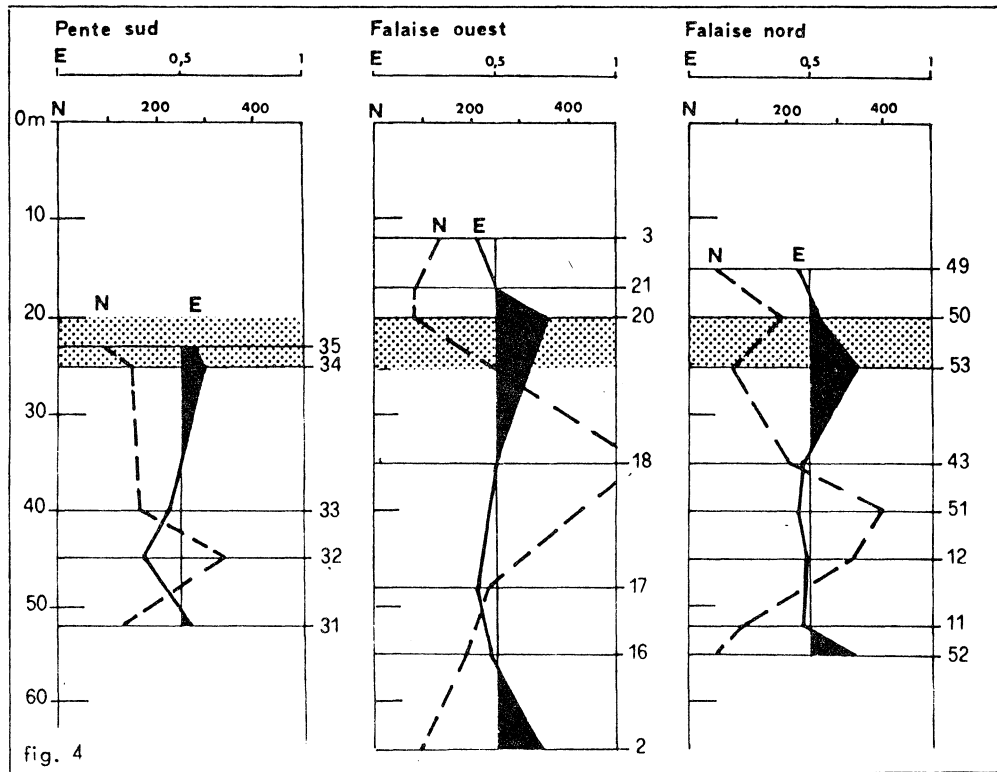 Pente sud
E 0,5 1
N 200 400
0m
10
20
30
40
50
60
N E
35
34
33
32
31
Falaise ouest
E 0,5 1
N 200 400
N E
3
21
20
18
17
16
2
Falaise nord
E 0,5 1
N 200 400
N E
49
50
53
43
51
12
11
52
fig. 4